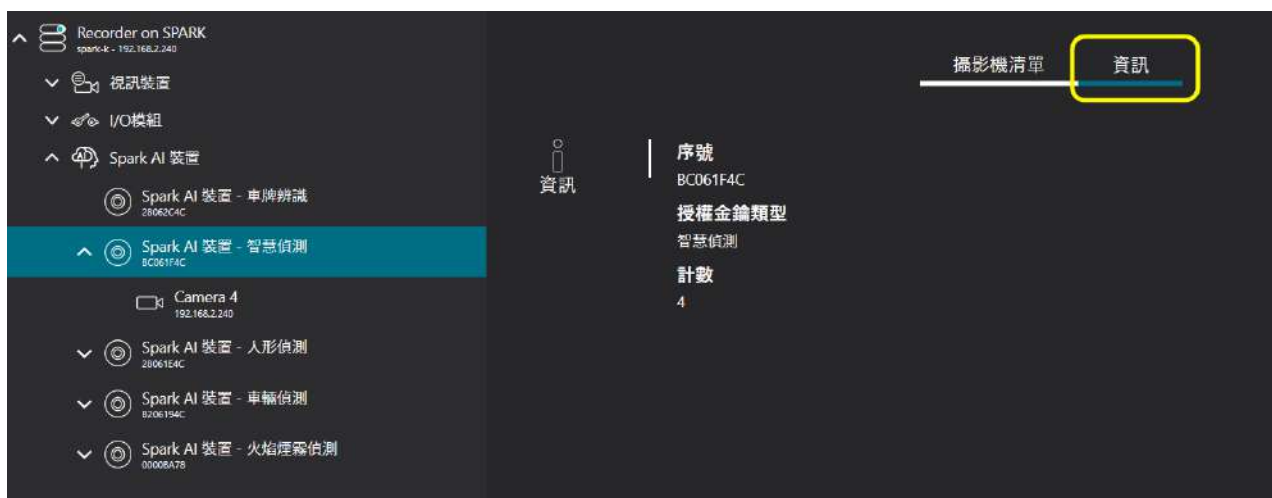 Recorder on SPARK
spark-k - 192.168.2.240
視訊裝置
I/O模組
Spark AI 裝置
Spark AI 裝置 - 車牌辨識
28062C4C
Spark AI 裝置 - 智慧偵測
BC061F4C
Camera 4
192.168.2.240
Spark AI 裝置 - 人形偵測
28061E4C
Spark AI 裝置 - 車輛偵測
B206194C
Spark AI 裝置 - 火焰煙霧偵測
00008A78
攝影機清單
資訊
資訊
序號
BC061F4C
授權金鑰類型
智慧偵測
計數
4